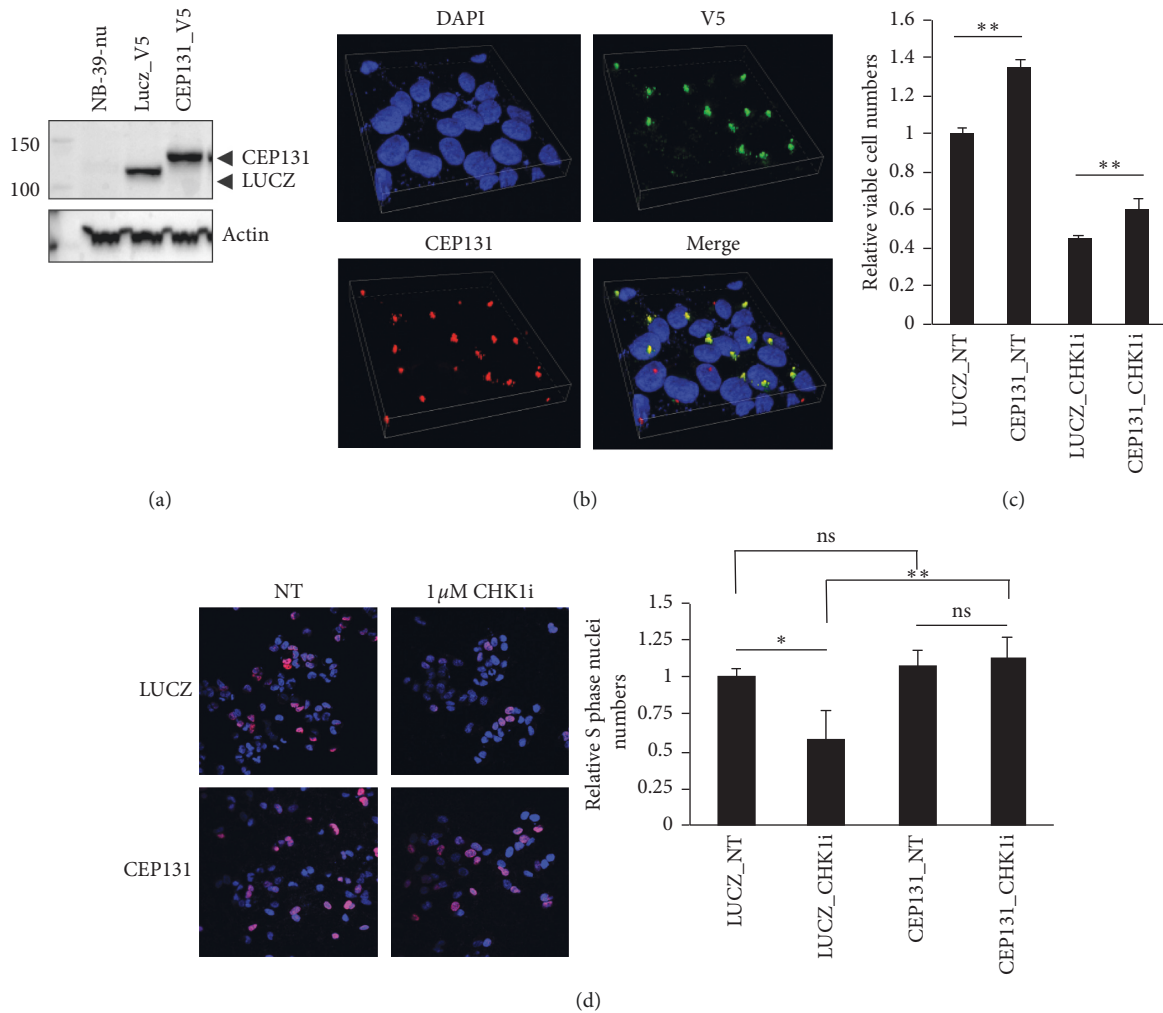 NB-39-nu
Lucz_V5
CEP131_V5
150
100
CEP131
LUCZ
Actin
(a)
DAPI
V5
CEP131
Merge
(b)
Relative viable cell numbers
1.6
1.4
1.2
1
0.8
0.6
0.4
0.2
0
**
**
LUCZ_NT
CEP131_NT
LUCZ_CHK1i
CEP131_CHK1i
(c)
NT
1 µM CHK1i
LUCZ
CEP131
Relative S phase nuclei
numbers
1.5
1.25
1
0.75
0.5
0.25
0
ns
**
*
ns
LUCZ_NT
LUCZ_CHK1i
CEP131_NT
CEP131_CHK1i
(d)